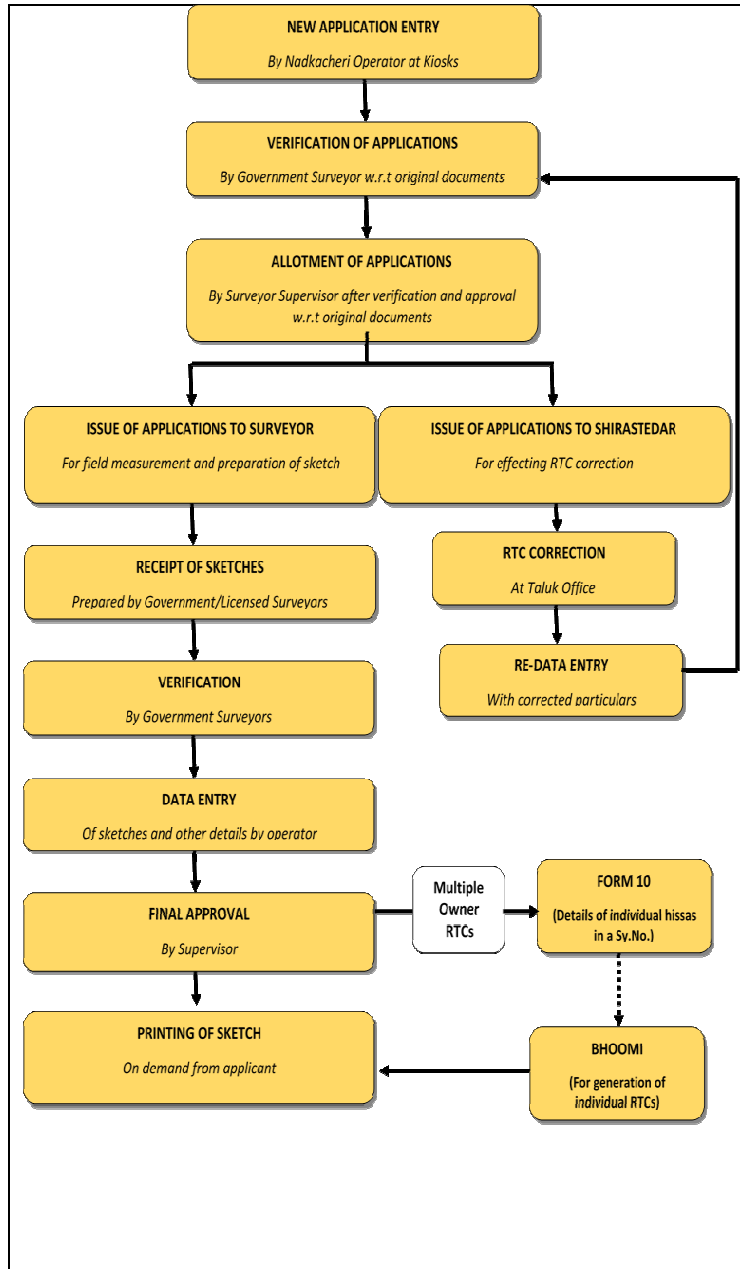 NEW APPLICATION ENTRY
By Nadkacheri Operator at Kiosks
VERIFICATION OF APPLICATIONS
By Government Surveyor w.r.t original documents
ALLOTMENT OF APPLICATIONS
By Surveyor Supervisor after verification and approval
w.r.t original documents
ISSUE OF APPLICATIONS TO SURVEYOR
For field measurement and preparation of sketch
ISSUE OF APPLICATIONS TO SHIRASTEDAR
For effecting RTC correction
RECEIPT OF SKETCHES
Prepared by Government/Licensed Surveyors
RTC CORRECTION
At Taluk Office
VERIFICATION
By Government Surveyors
RE-DATA ENTRY
With corrected particulars
DATA ENTRY
Of sketches and other details by operator
FINAL APPROVAL
By Supervisor
Multiple
Owner
RTCs
FORM 10
(Details of individual hissas
in a Sy.No.)
PRINTING OF SKETCH
On demand from applicant
BHOOMI
(For generation of
individual RTCs)